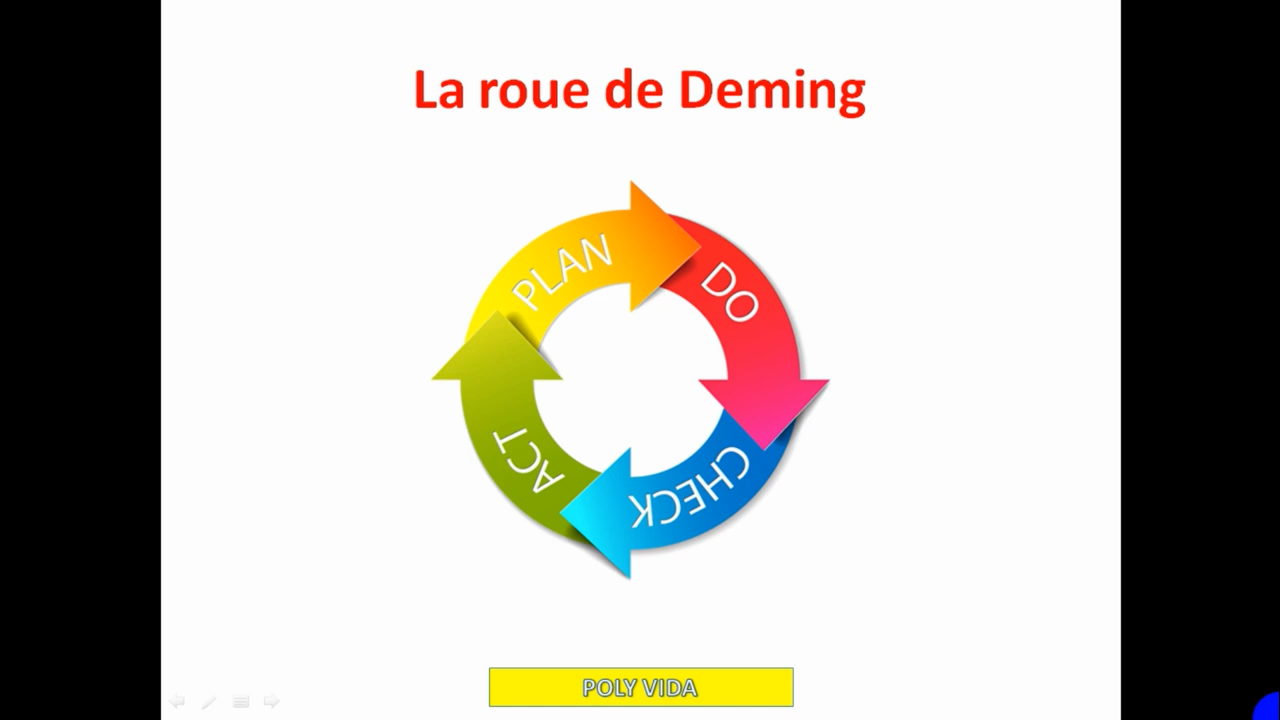 La roue de Deming
PLAN
DO
CHECK
ACT
POLY VIDA